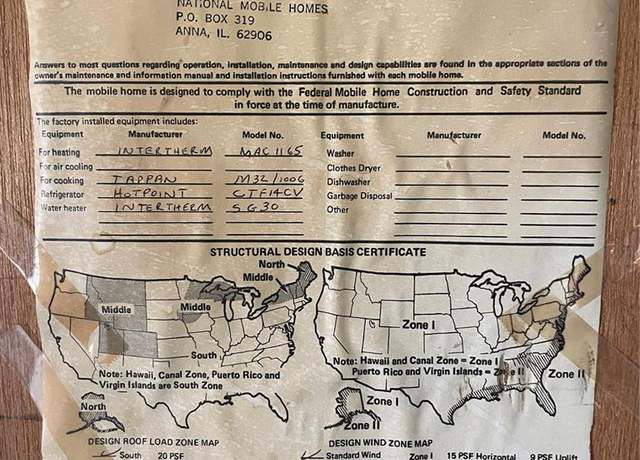 NATIONAL MOBILE HOMES
P.O. BOX 319
ANNA, IL. 62906
Answers to most questions regarding operation, installation, maintenance and design capabilities are found in the appropriate sections of the
owner's maintenance and information manual and installation instructions furnished with each mobile home.
The mobile home is designed to comply with the Federal Mobile Home Construction and Safety Standard
in force at the time of manufacture.
The factory installed equipment includes:
Equipment Manufacturer Model No. Equipment Manufacturer Model No.
For heating INTERTHERM MAC 1165 Washer
For air cooling Clothes Dryer
For cooking TAPPAN M32/1006 Dishwasher
Refrigerator HOTPOINT CTF14CV Garbage Disposal
Water heater INTERTHERM SG30 Other
STRUCTURAL DESIGN BASIS CERTIFICATE
North
Middle
Middle
Middle
South
Note: Hawaii, Canal Zone, Puerto Rico and
Virgin Islands are South Zone
North
Zone I
Note: Hawaii and Canal Zone = Zone I
Puerto Rico and Virgin Islands = Zone II
Zone II
Zone I
Zone II
DESIGN ROOF LOAD ZONE MAP DESIGN WIND ZONE MAP
South 20 PSF Standard Wind Zone I 15 PSF Horizontal 9 PSF Uplift